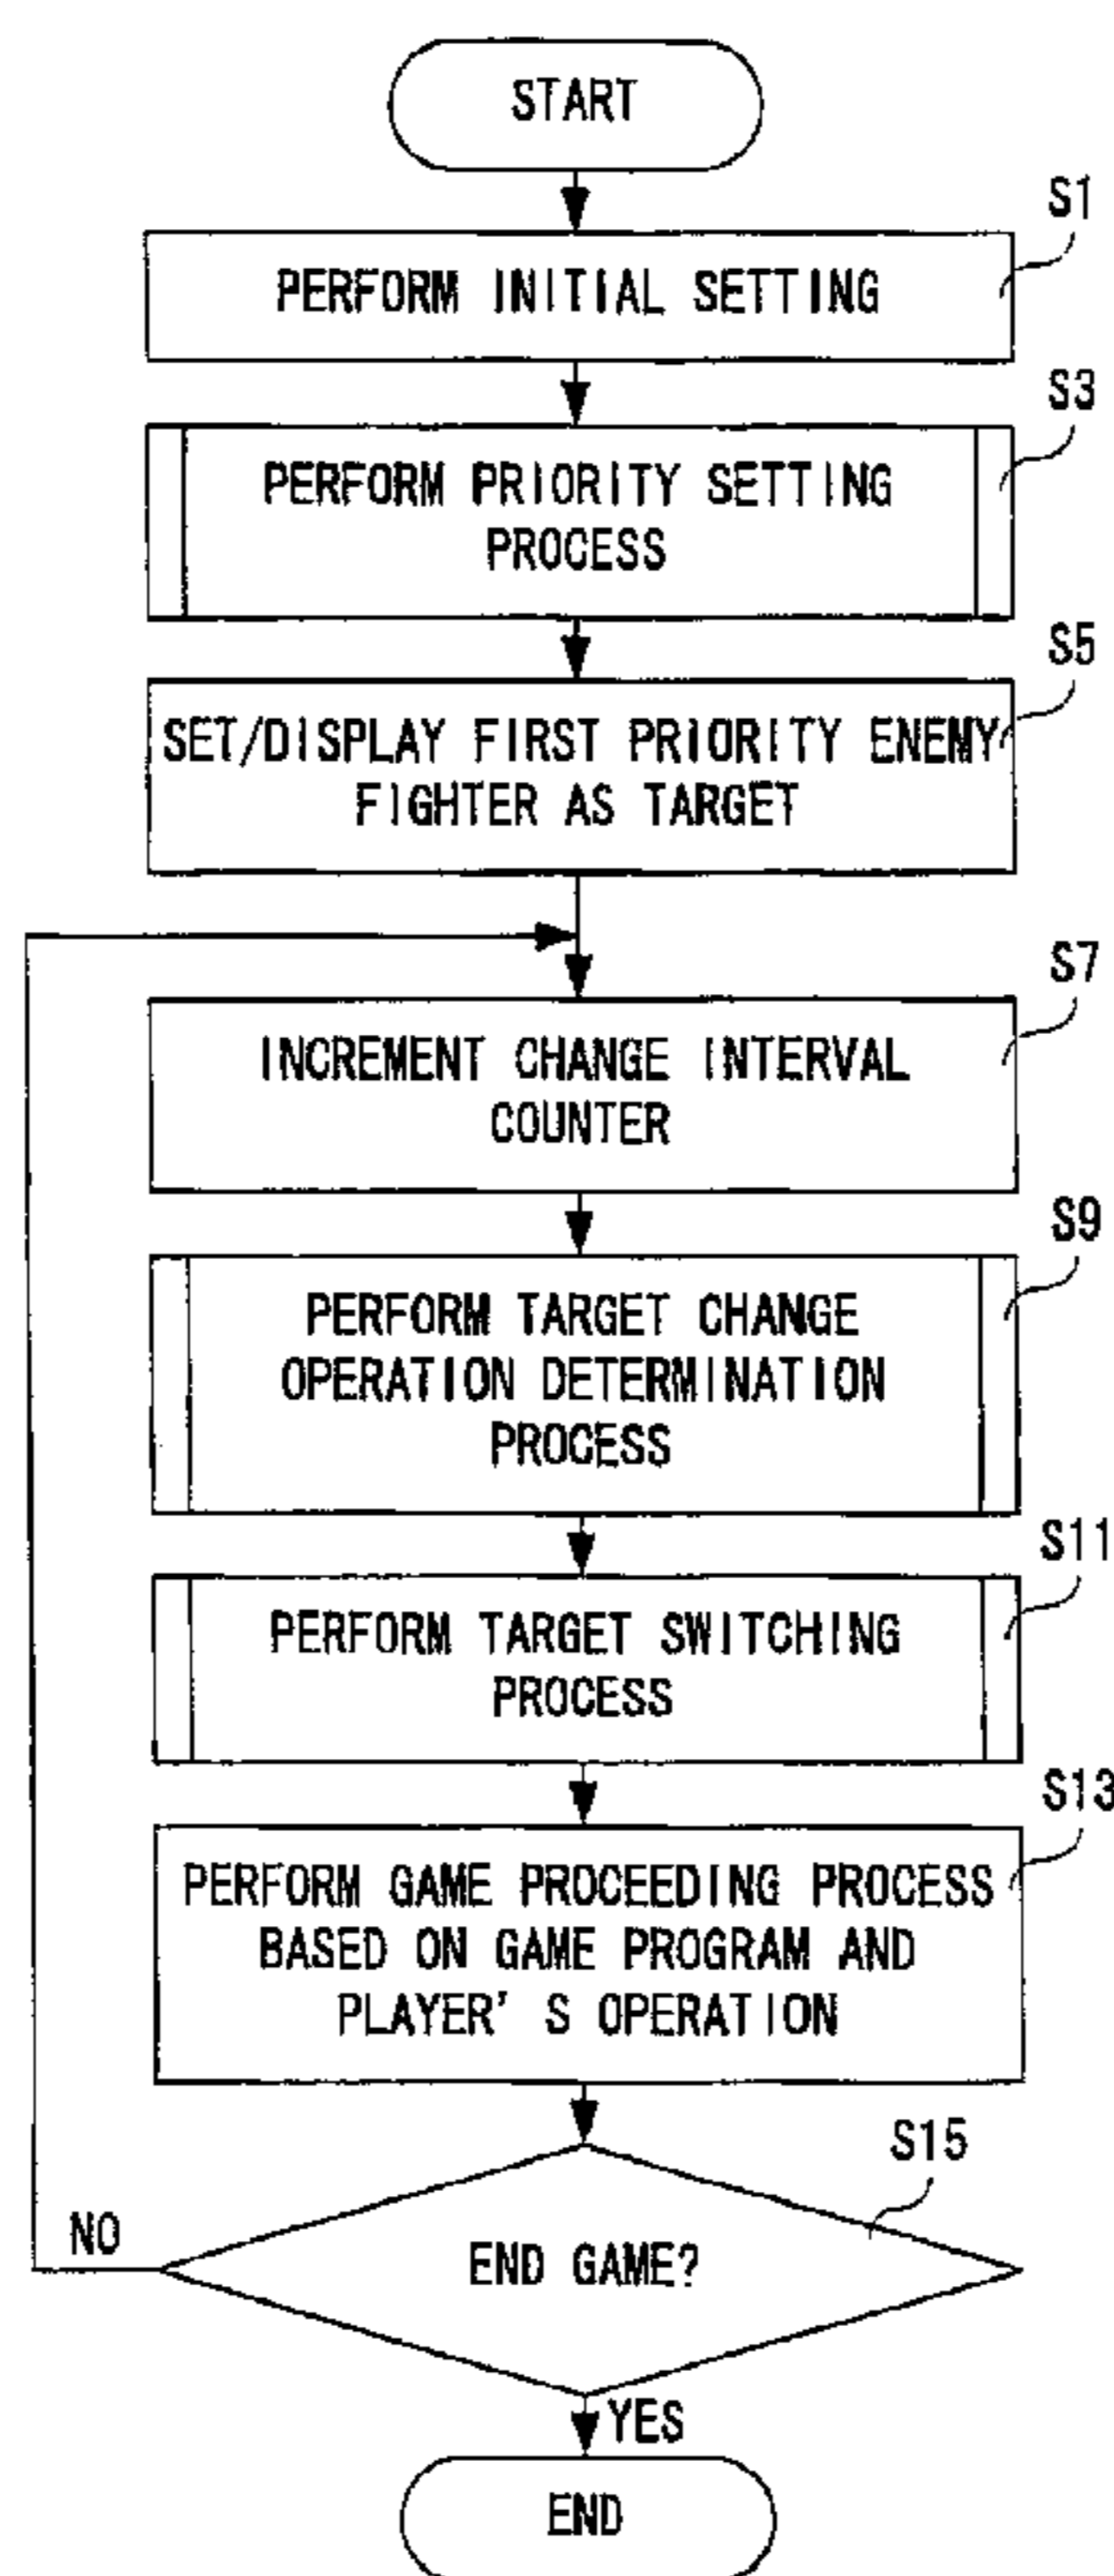 START
S1
PERFORM INITIAL SETTING
S3
PERFORM PRIORITY SETTING
PROCESS
S5
SET/DISPLAY FIRST PRIORITY ENEMY
FIGHTER AS TARGET
S7
INCREMENT CHANGE INTERVAL
COUNTER
S9
PERFORM TARGET CHANGE
OPERATION DETERMINATION
PROCESS
S11
PERFORM TARGET SWITCHING
PROCESS
S13
PERFORM GAME PROCEEDING PROCESS
BASED ON GAME PROGRAM AND
PLAYER'S OPERATION
S15
NO
END GAME?
YES
END